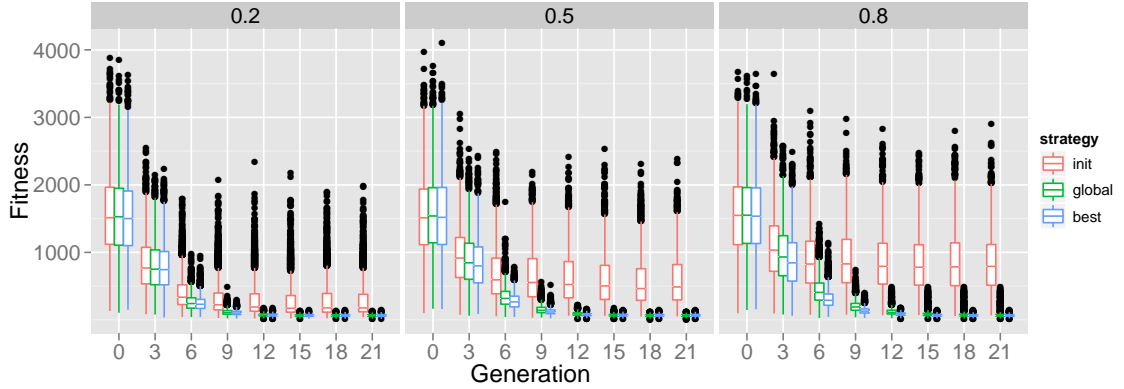 0.2 0.5 0.8
4000
3000
2000
1000
Fitness
0 3 6 9 12 15 18 21 0 3 6 9 12 15 18 21 0 3 6 9 12 15 18 21
Generation
strategy
init
global
best